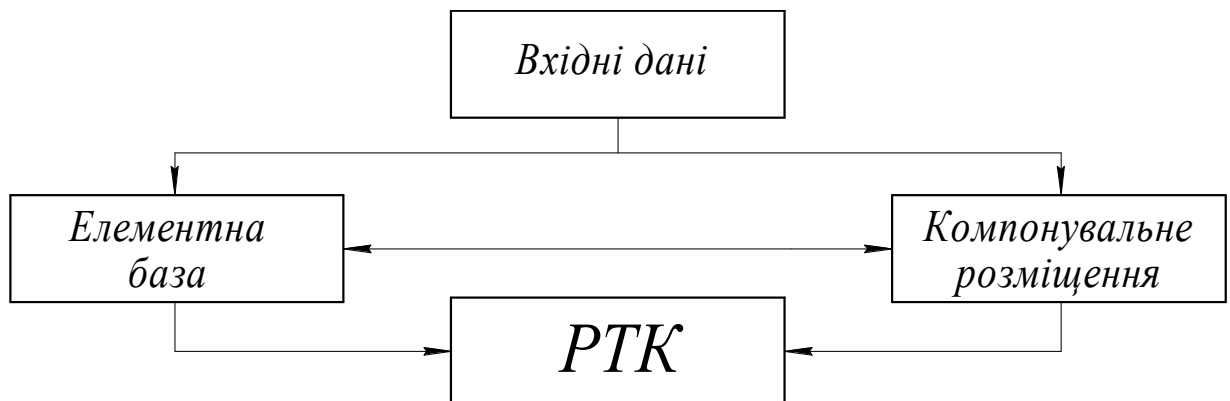 Вхідні дані
Елементна
база
Компонувальне
розміщення
РТК